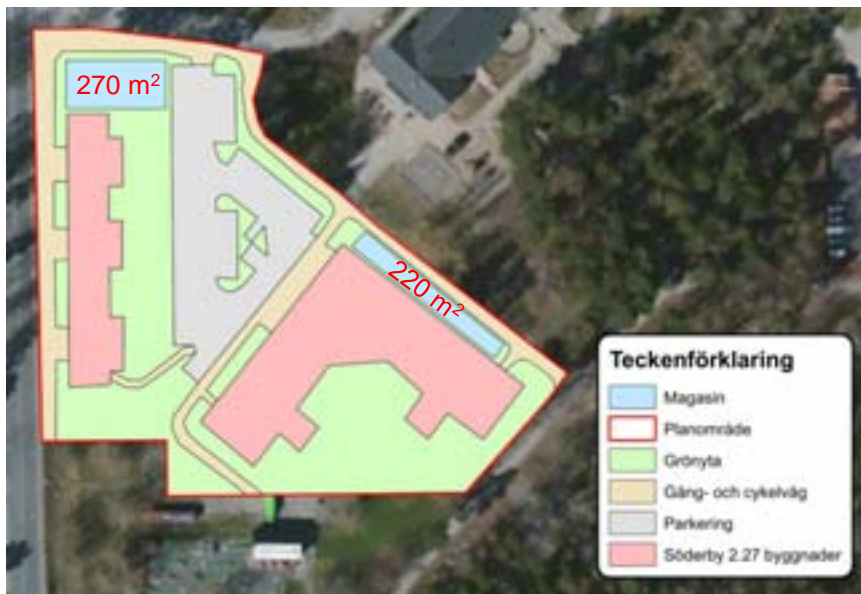 270 m²
220 m²
Teckenförklaring
Magasin
Planområde
Grönyta
Gång- och cykelväg
Parkering
Söderby 2.27 byggnader